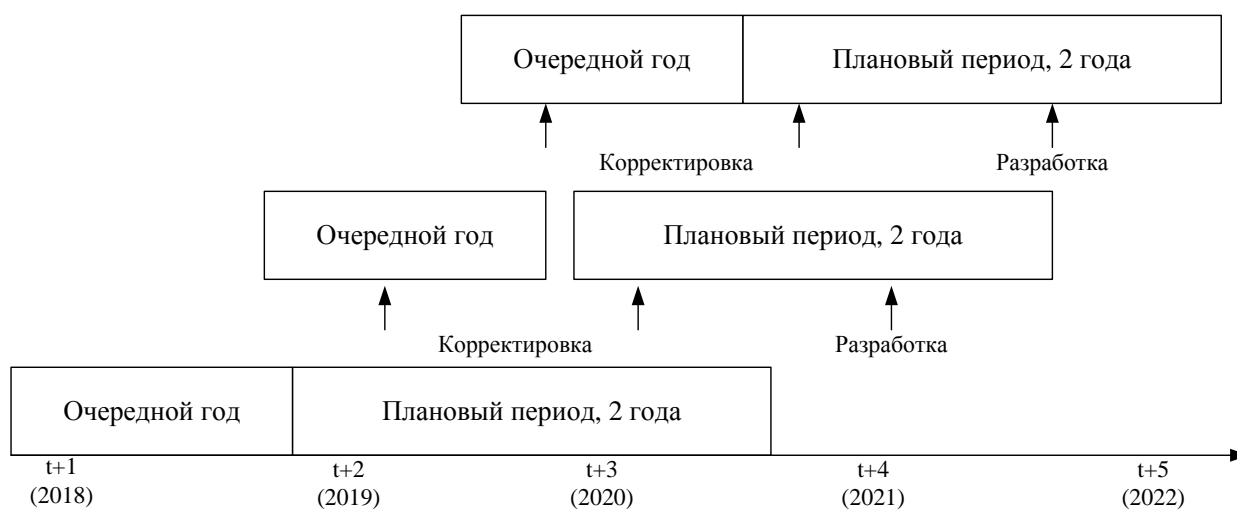 Очередной год Плановый период, 2 года
Корректировка Разработка
Очередной год Плановый период, 2 года
Корректировка Разработка
Очередной год Плановый период, 2 года
t+1 t+2 t+3 t+4 t+5
(2018) (2019) (2020) (2021) (2022)